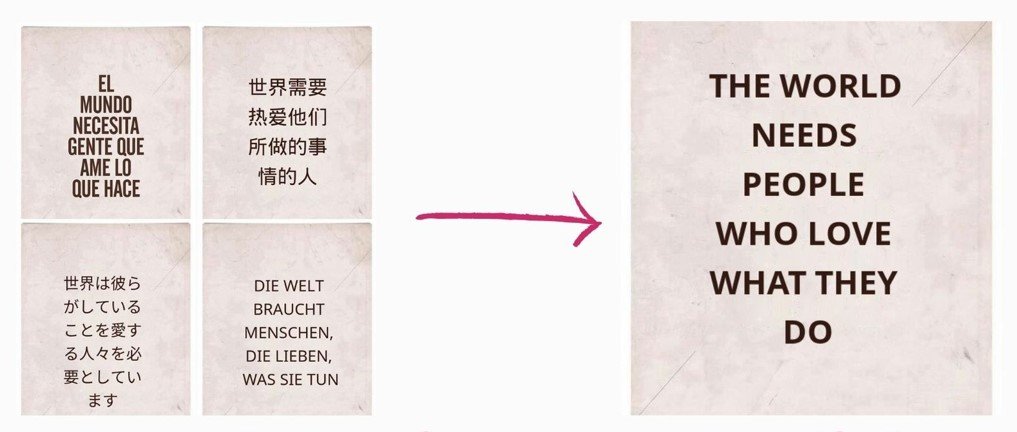 EL
MUNDO
NECESITA
GENTE QUE
AME LO
QUE HACE
世界需要
热爱他们
所做的事
情的人
世界は彼ら
がしている
ことを愛す
る人々を必
要としてい
ます
DIE WELT
BRAUCHT
MENSCHEN,
DIE LIEBEN,
WAS SIE TUN
THE WORLD
NEEDS
PEOPLE
WHO LOVE
WHAT THEY
DO